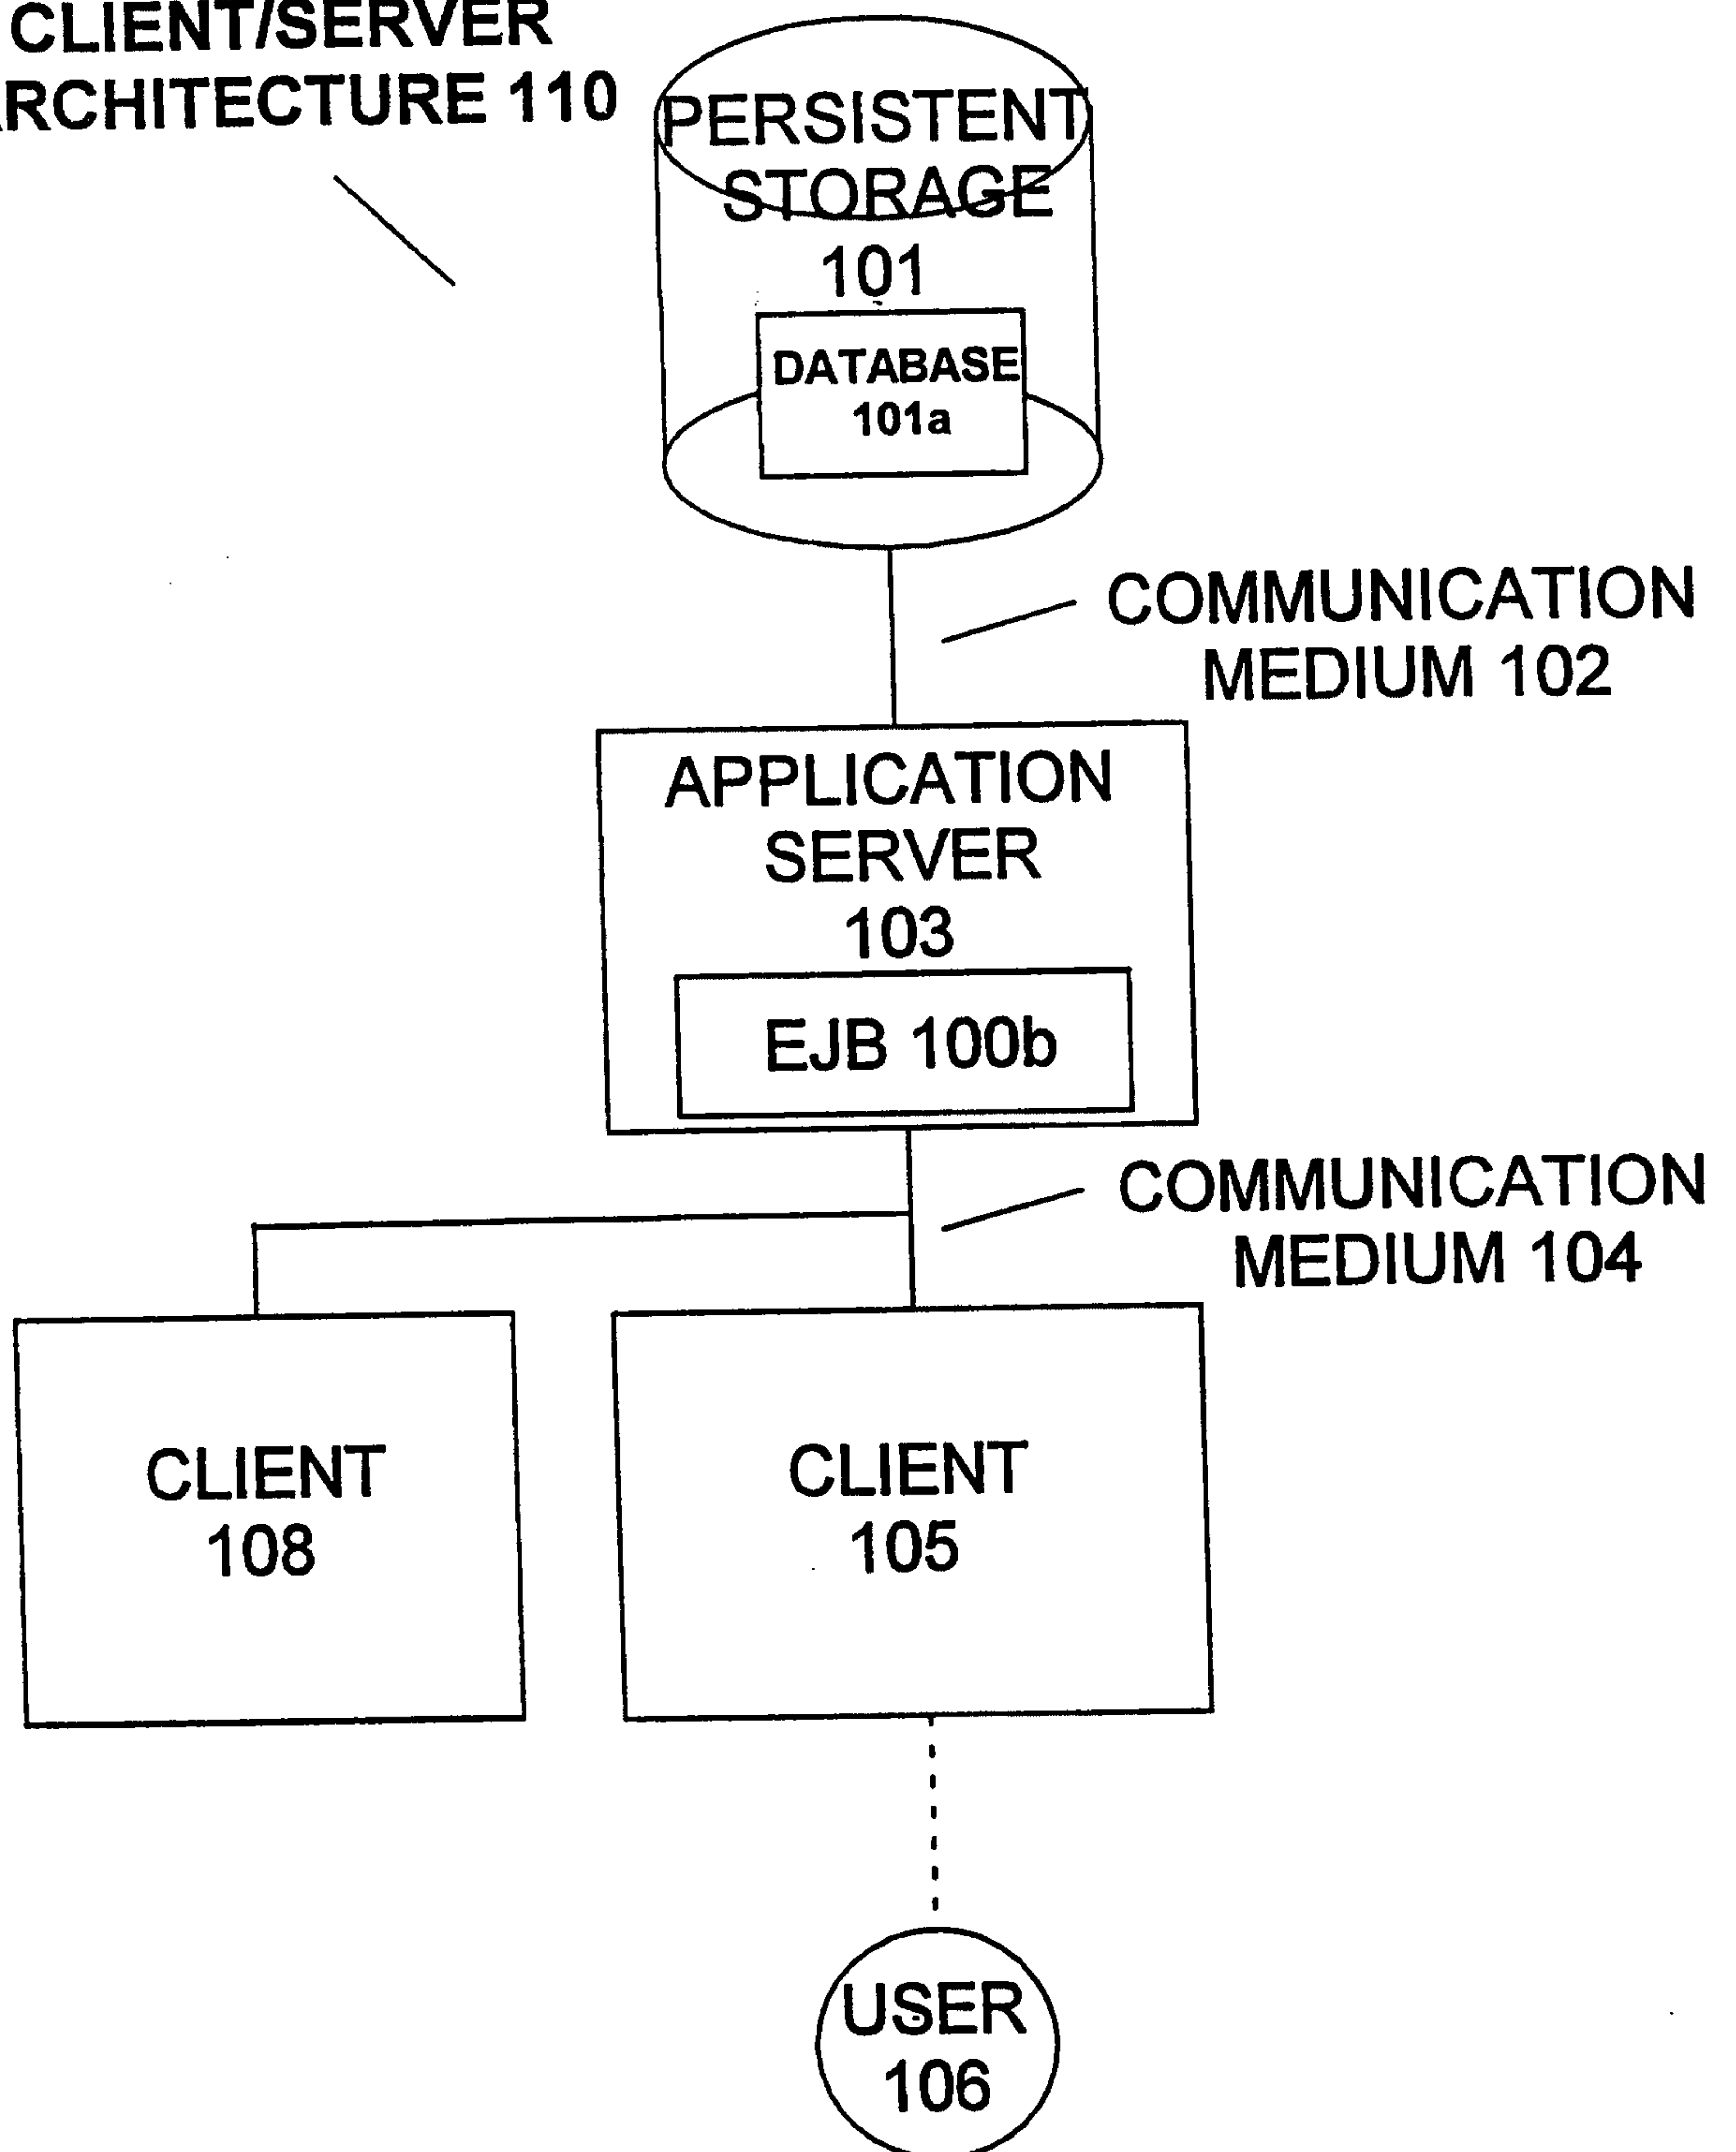 CLIENT/SERVER
ARCHITECTURE 110
PERSISTENT
STORAGE
101
DATABASE
101a
COMMUNICATION
MEDIUM 102
APPLICATION
SERVER
103
EJB 100b
COMMUNICATION
MEDIUM 104
CLIENT
108
CLIENT
105
USER
106